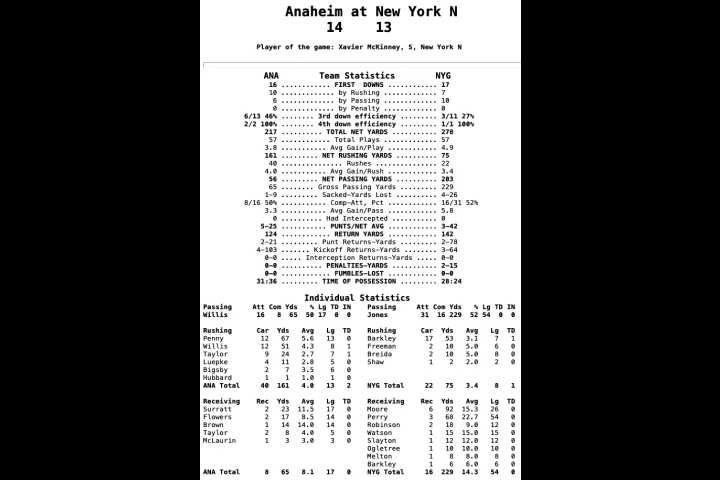 Anaheim at New York N
14 13
Player of the game: Xavier McKinney, S, New York N
ANA Team Statistics NYG
16 ............ FIRST DOWNS ............ 17
10 ............ by Rushing ............ 7
6 ............ by Passing ............ 10
0 ............ by Penalty ............ 0
6/13 46% ........ 3rd down efficiency ........ 3/11 27%
2/2 100% ........ 4th down efficiency ........ 1/1 100%
217 .......... TOTAL NET YARDS .......... 278
57 ............ Total Plays ............ 57
3.8 ........... Avg Gain/Play ........... 4.9
161 ......... NET RUSHING YARDS ......... 75
40 .............. Rushes .............. 22
4.0 ........... Avg Gain/Rush ........... 3.4
56 ......... NET PASSING YARDS ......... 203
65 ........ Gross Passing Yards ........ 229
1-9 ......... Sacked-Yards Lost ......... 4-26
8/16 50% ........... Comp-Att, Pct ........... 16/31 52%
3.3 ........... Avg Gain/Pass ........... 5.8
0 .......... Had Intercepted .......... 0
5-25 .......... PUNTS/NET AVG .......... 3-42
124 ............ RETURN YARDS ............ 142
2-21 ........ Punt Returns-Yards ........ 2-78
4-103 ....... Kickoff Returns-Yards ....... 3-64
0-0 ..... Interception Returns-Yards ..... 0-0
0-0 .......... PENALTIES-YARDS .......... 2-15
0-0 ............ FUMBLES-LOST ............ 0-0
31:36 ......... TIME OF POSSESSION ......... 28:24
Individual Statistics
Passing Att Com Yds % Lg TD IN Passing Att Com Yds % Lg TD IN
Willis 16 8 65 50 17 0 0 Jones 31 16 229 52 54 0 0
Rushing Car Yds Avg Lg TD Rushing Car Yds Avg Lg TD
Penny 12 67 5.6 13 0 Barkley 17 53 3.1 7 1
Willis 12 51 4.3 8 1 Freeman 2 10 5.0 6 0
Taylor 9 24 2.7 7 1 Breida 2 10 5.0 8 0
Luepke 4 11 2.8 5 0 Shaw 1 2 2.0 2 0
Bigsby 2 7 3.5 6 0
Hubbard 1 1 1.0 1 0
ANA Total 40 161 4.0 13 2 NYG Total 22 75 3.4 8 1
Receiving Rec Yds Avg Lg TD Receiving Rec Yds Avg Lg TD
Surratt 2 23 11.5 17 0 Moore 6 92 15.3 26 0
Flowers 2 17 8.5 14 0 Perry 3 68 22.7 54 0
Brown 1 14 14.0 14 0 Robinson 2 18 9.0 12 0
Taylor 2 8 4.0 5 0 Watson 1 15 15.0 15 0
McLaurin 1 3 3.0 3 0 Slayton 1 12 12.0 12 0
Ogletree 1 10 10.0 10 0
Melton 1 8 8.0 8 0
Barkley 1 6 6.0 6 0
ANA Total 8 65 8.1 17 0 NYG Total 16 229 14.3 54 0